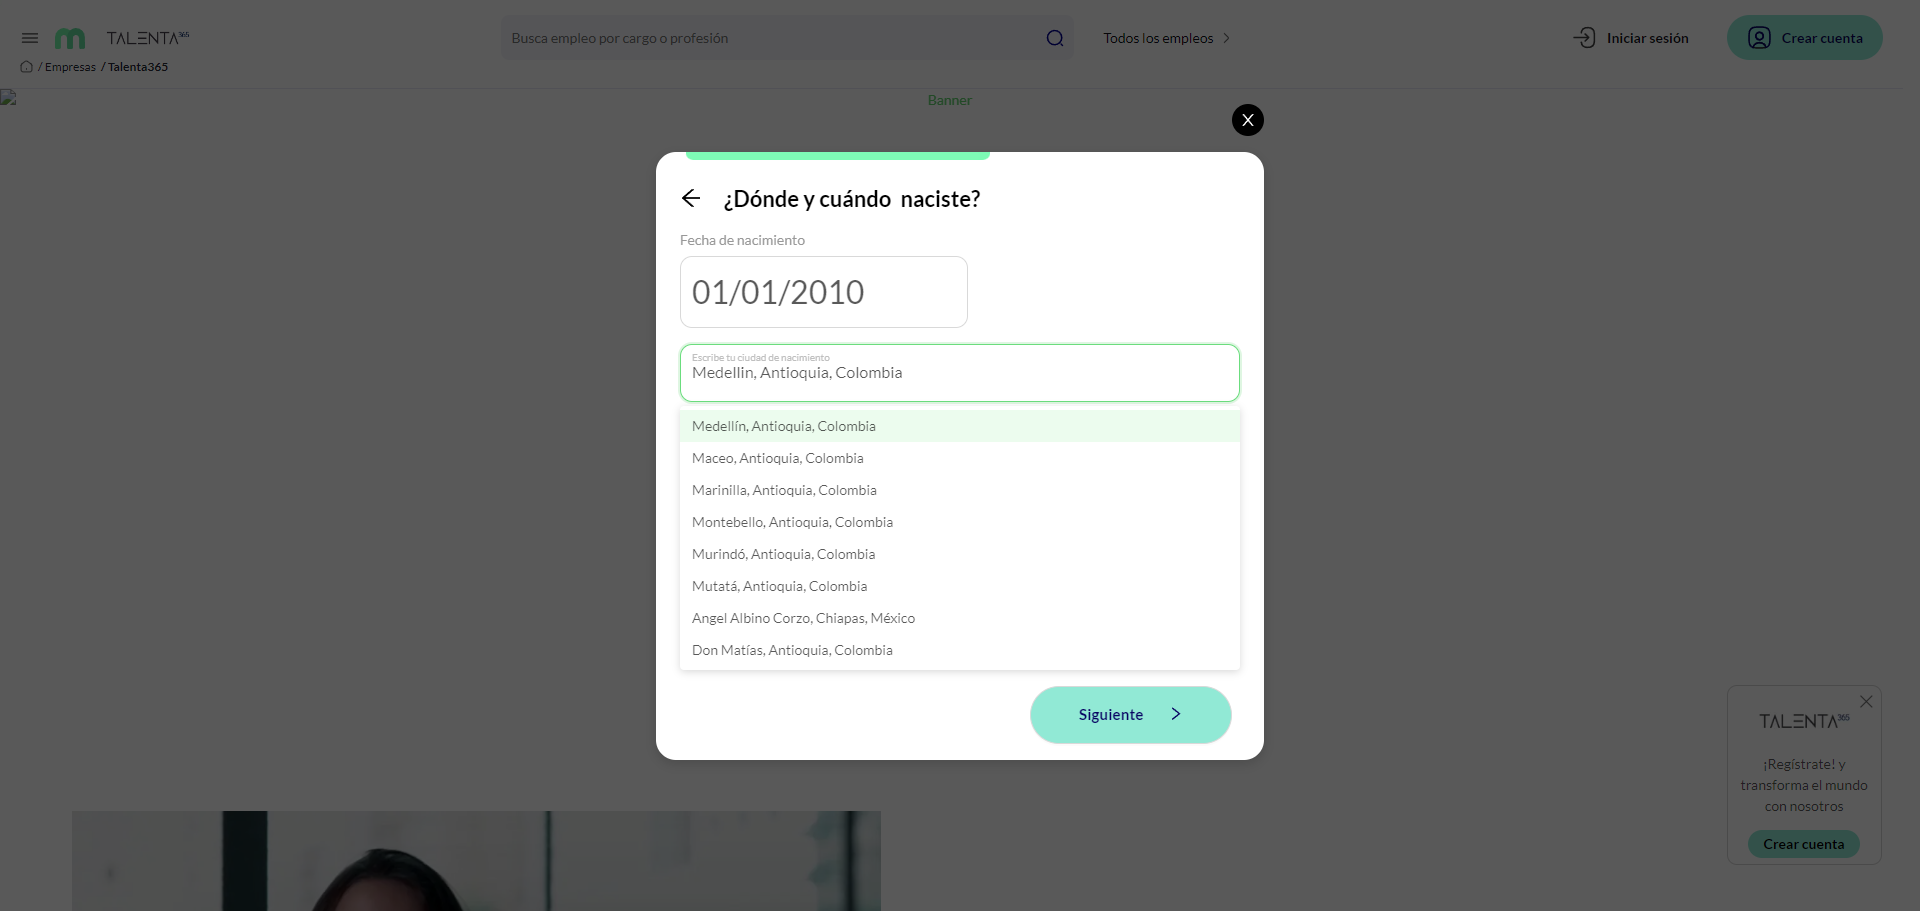 TALENTA365
Busca empleo por cargo o profesión
Todos los empleos
Iniciar sesión
Crear cuenta
/ Empresas / Talenta365
Banner
X
¿Dónde y cuándo naciste?
Fecha de nacimiento
01/01/2010
Escribe tu ciudad de nacimiento
Medellin, Antioquia, Colombia
Medellín, Antioquia, Colombia
Maceo, Antioquia, Colombia
Marinilla, Antioquia, Colombia
Montebello, Antioquia, Colombia
Murindó, Antioquia, Colombia
Mutatá, Antioquia, Colombia
Angel Albino Corzo, Chiapas, México
Don Matías, Antioquia, Colombia
Siguiente
TALENTA365
¡Regístrate! y
transforma el mundo
con nosotros
Crear cuenta